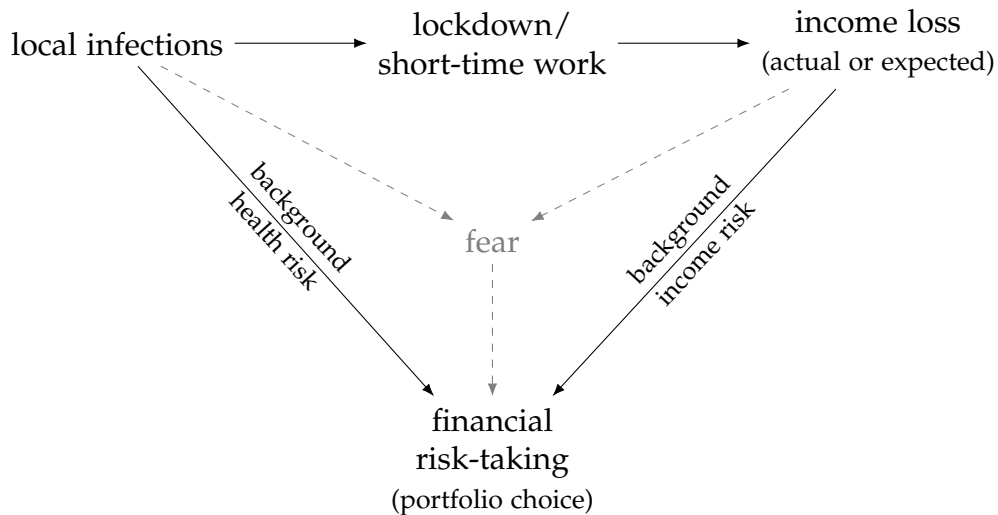 local infections
lockdown/
short-time work
income loss
(actual or expected)
background
health risk
background
income risk
fear
financial
risk-taking
(portfolio choice)